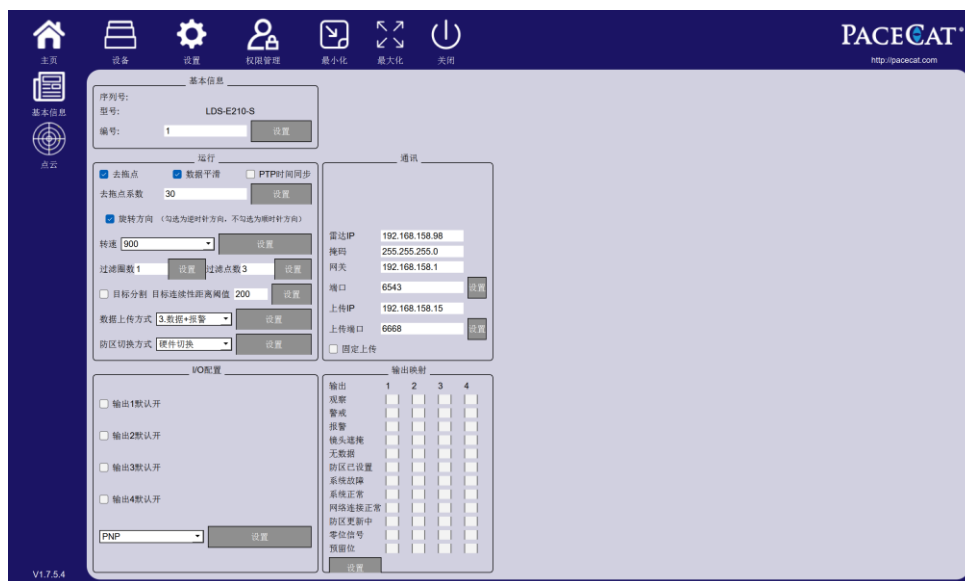 主页 设备 设置 权限管理 最小化 最大化 关闭
PACECAT
http://pacecat.com
基本信息
点云
基本信息
序列号:
型号: LDS-E210-S
编号: 1 设置
运行
去拖点 数据平滑 PTP时间同步
去拖点系数 30 设置
旋转方向 (勾选为逆时针方向，不勾选为顺时针方向)
转速 900 设置
过滤圈数 1 设置 过滤点数 3 设置
目标分割 目标连续性距离阈值 200 设置
数据上传方式 3.数据+报警 设置
防区切换方式 硬件切换 设置
通讯
雷达IP 192.168.158.98
掩码 255.255.255.0
网关 192.168.158.1
端口 6543 设置
上传IP 192.168.158.15
上传端口 6668 设置
固定上传
I/O配置
输出1默认开
输出2默认开
输出3默认开
输出4默认开
PNP 设置
输出映射
输出 1 2 3 4
观察
警戒
报警
镜头遮掩
无数据
防区已设置
系统故障
系统正常
网络连接正常
防区更新中
零位信号
预留位
设置
V1.7.5.4